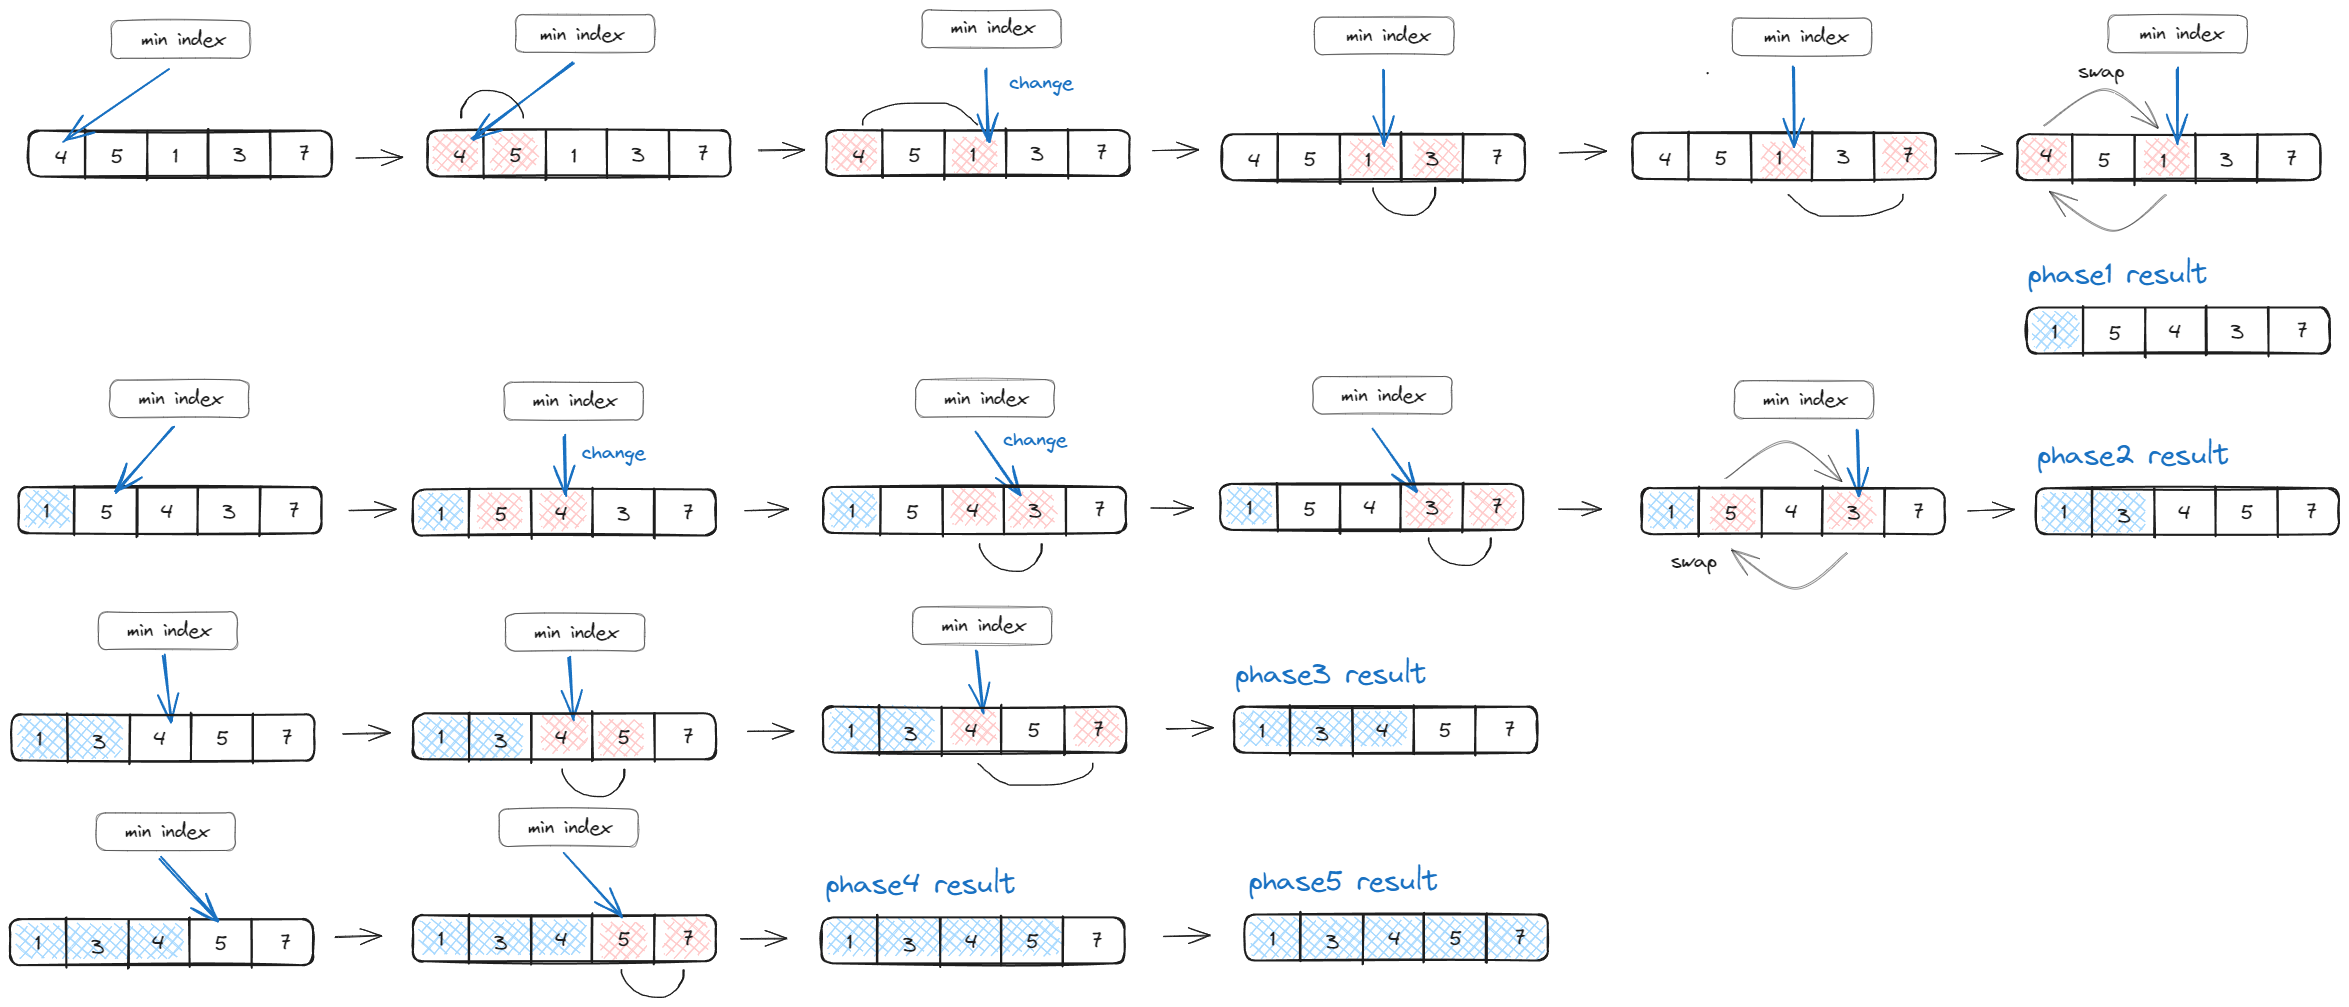 min index
min index
min index
min index
min index
min index
change
swap
4 5 1 3 7
4 5 1 3 7
4 5 1 3 7
4 5 1 3 7
4 5 1 3 7
4 5 1 3 7
phase1 result
1 5 4 3 7
min index
min index
min index
min index
min index
change
change
phase2 result
1 5 4 3 7
1 5 4 3 7
1 5 4 3 7
1 5 4 3 7
1 5 4 3 7
1 3 4 5 7
swap
min index
min index
min index
phase3 result
1 3 4 5 7
1 3 4 5 7
1 3 4 5 7
1 3 4 5 7
min index
min index
phase4 result
phase5 result
1 3 4 5 7
1 3 4 5 7
1 3 4 5 7
1 3 4 5 7